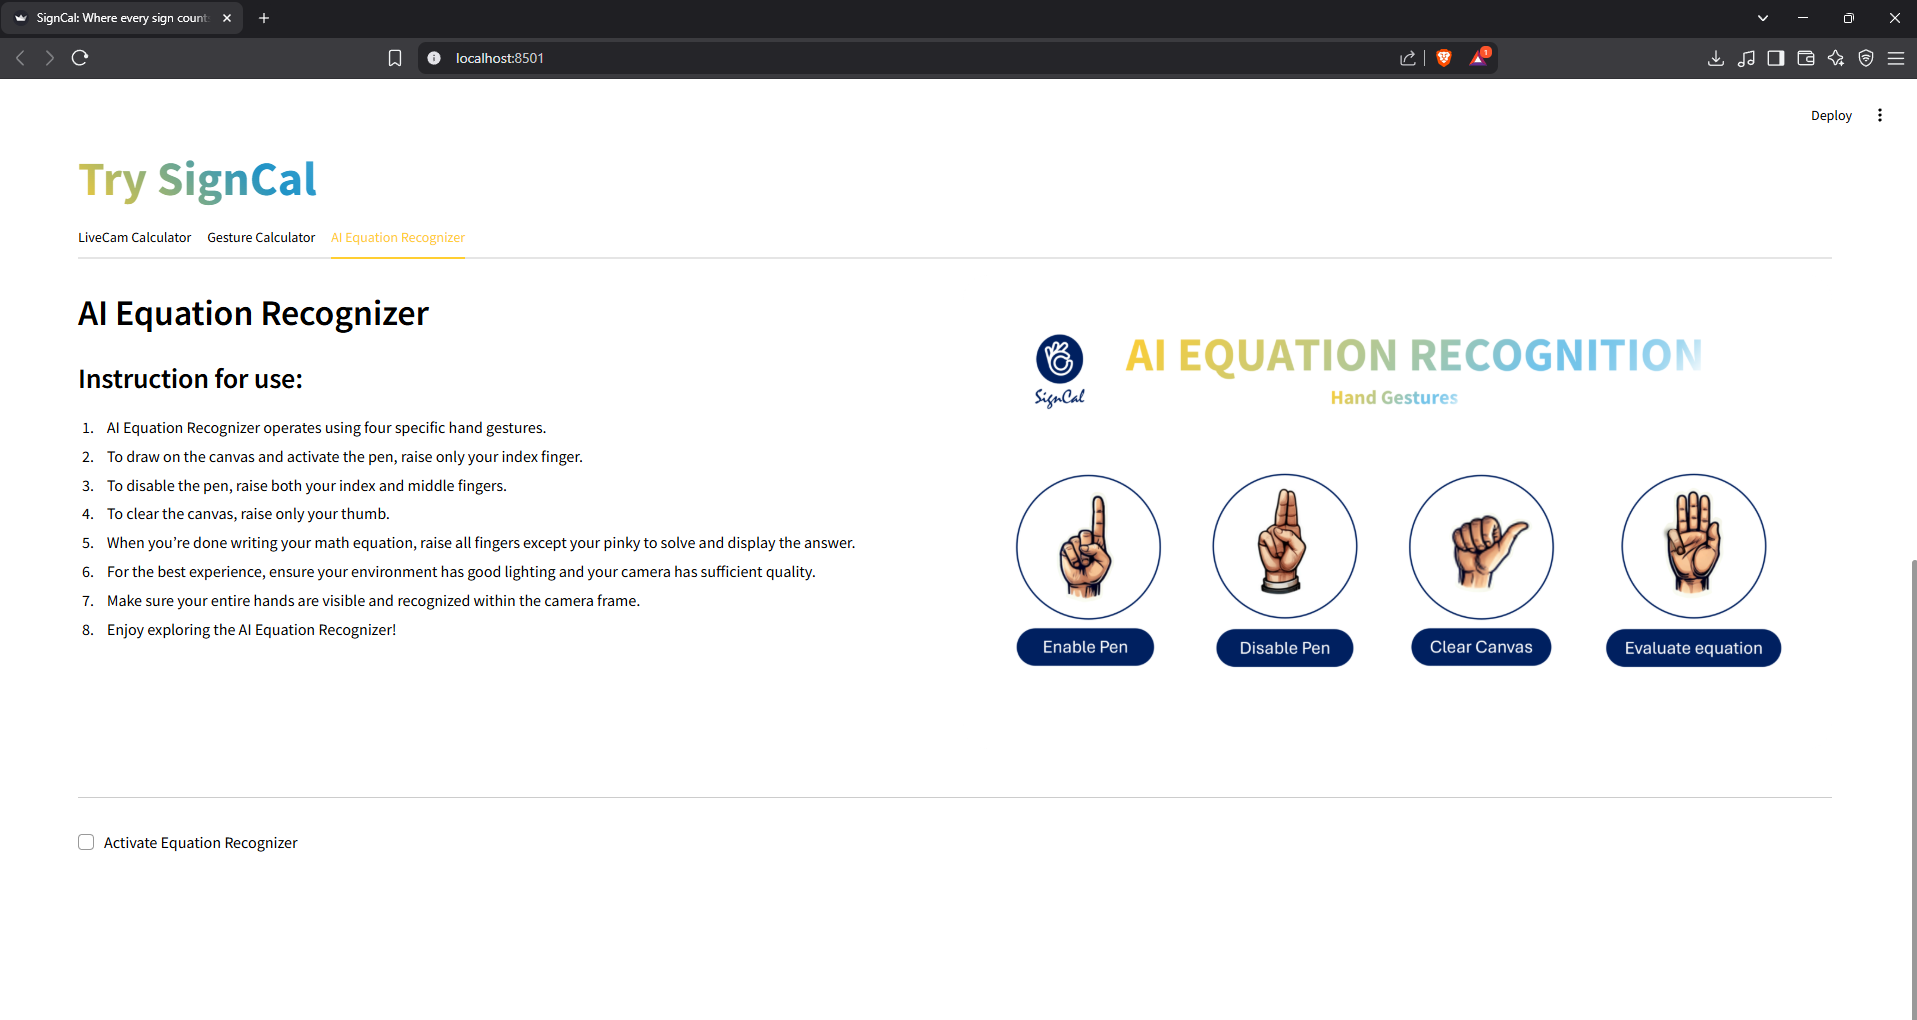 SignCal: Where every sign count
localhost:8501
1
Deploy
Try SignCal
LiveCam Calculator Gesture Calculator AI Equation Recognizer
AI Equation Recognizer
Instruction for use:
1. AI Equation Recognizer operates using four specific hand gestures.
2. To draw on the canvas and activate the pen, raise only your index finger.
3. To disable the pen, raise both your index and middle fingers.
4. To clear the canvas, raise only your thumb.
5. When you’re done writing your math equation, raise all fingers except your pinky to solve and display the answer.
6. For the best experience, ensure your environment has good lighting and your camera has sufficient quality.
7. Make sure your entire hands are visible and recognized within the camera frame.
8. Enjoy exploring the AI Equation Recognizer!
SignCal
AI EQUATION RECOGNITION
Hand Gestures
Enable Pen Disable Pen Clear Canvas Evaluate equation
Activate Equation Recognizer